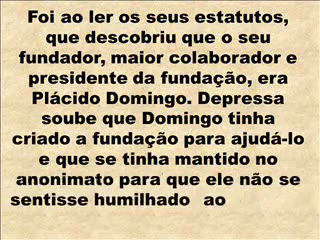 Foi ao ler os seus estatutos,
que descobriu que o seu
fundador, maior colaborador e
presidente da fundação, era
Plácido Domingo. Depressa
soube que Domingo tinha
criado a fundação para ajudá-lo
e que se tinha mantido no
anonimato para que ele não se
sentisse humilhado ao